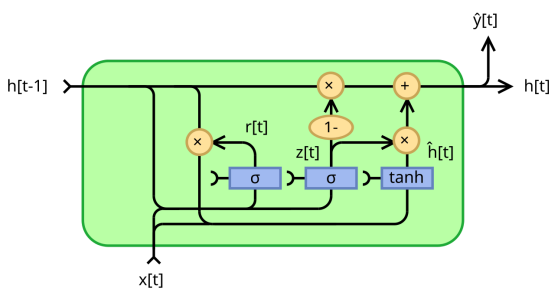 ŷ[t]
h[t-1]
×
+
h[t]
1-
r[t]
×
z[t]
×
ĥ[t]
σ
σ
tanh
x[t]